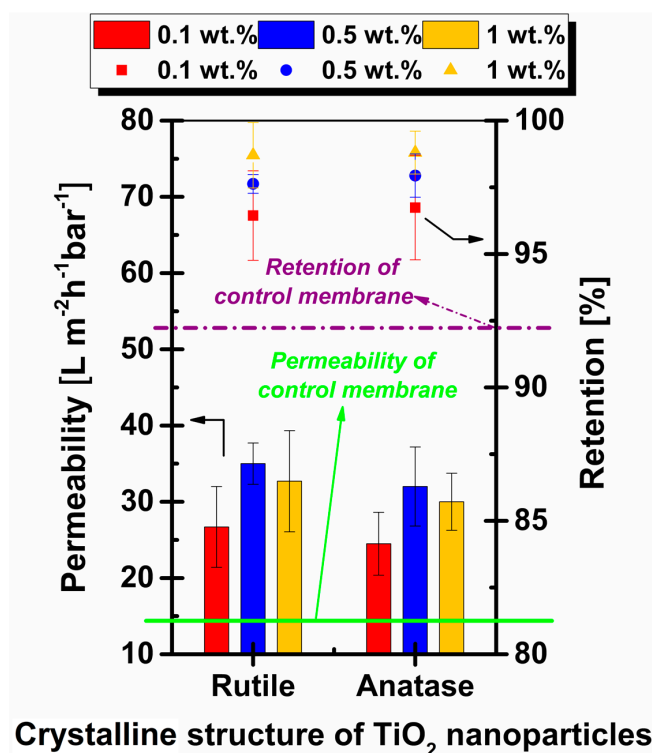 0.1 wt.% 0.5 wt.% 1 wt.%
0.1 wt.% 0.5 wt.% 1 wt.%
80
70
60
50
40
30
20
10
Permeability [L m⁻²h⁻¹bar⁻¹]
100
95
90
85
80
Retention [%]
Retention of
control membrane
Permeability of
control membrane
Rutile Anatase
Crystalline structure of TiO₂ nanoparticles